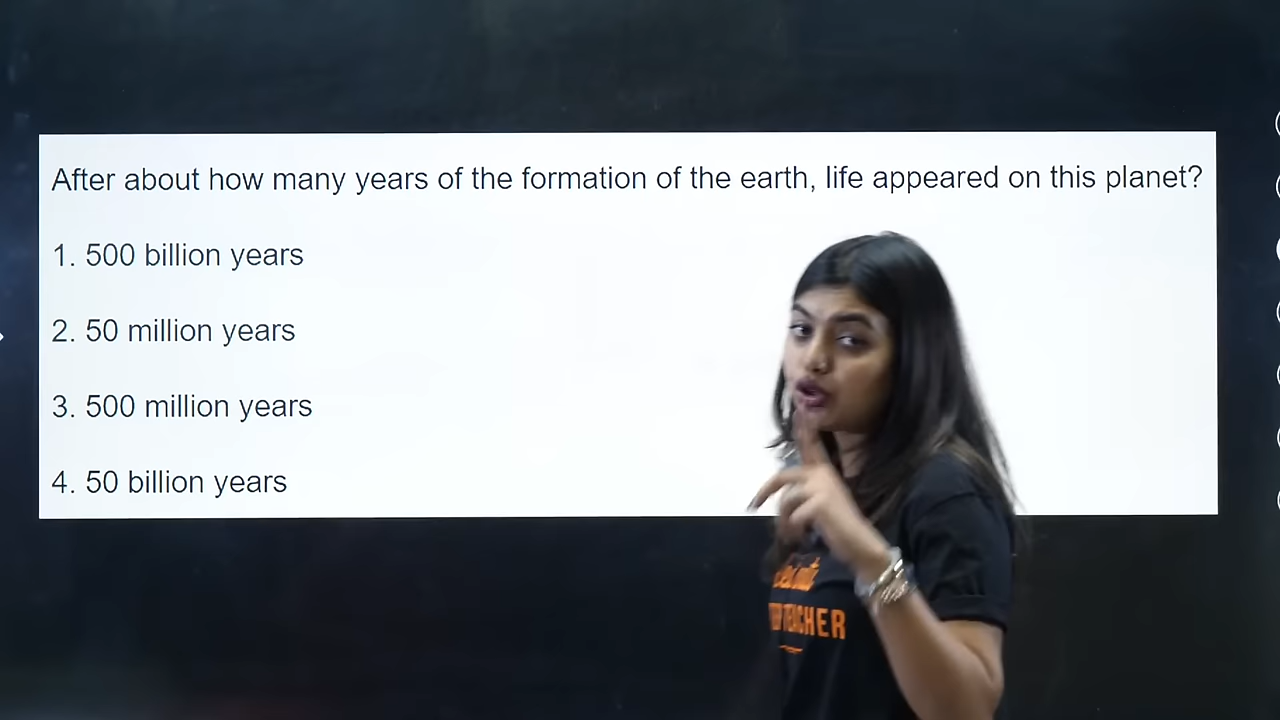 After about how many years of the formation of the earth, life appeared on this planet?
1. 500 billion years
2. 50 million years
3. 500 million years
4. 50 billion years
TEACHER